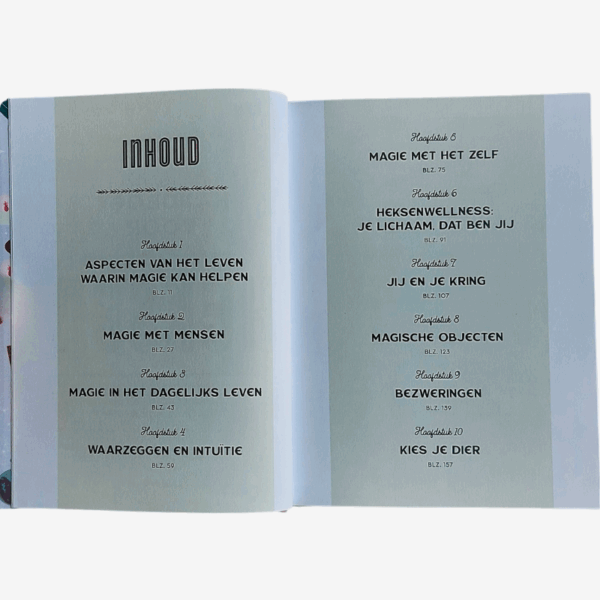 INHOUD
Hoofdstuk 1
ASPECTEN VAN HET LEVEN
WAARIN MAGIE KAN HELPEN
BLZ. 11
Hoofdstuk 2
MAGIE MET MENSEN
BLZ. 27
Hoofdstuk 3
MAGIE IN HET DAGELIJKS LEVEN
BLZ. 43
Hoofdstuk 4
WAARZEGGEN EN INTUÏTIE
BLZ. 59
Hoofdstuk 5
MAGIE MET HET ZELF
BLZ. 75
Hoofdstuk 6
HEKSENWELLNESS:
JE LICHAAM, DAT BEN JIJ
BLZ. 91
Hoofdstuk 7
JIJ EN JE KRING
BLZ. 107
Hoofdstuk 8
MAGISCHE OBJECTEN
BLZ. 123
Hoofdstuk 9
BEZWERINGEN
BLZ. 139
Hoofdstuk 10
KIES JE DIER
BLZ. 157